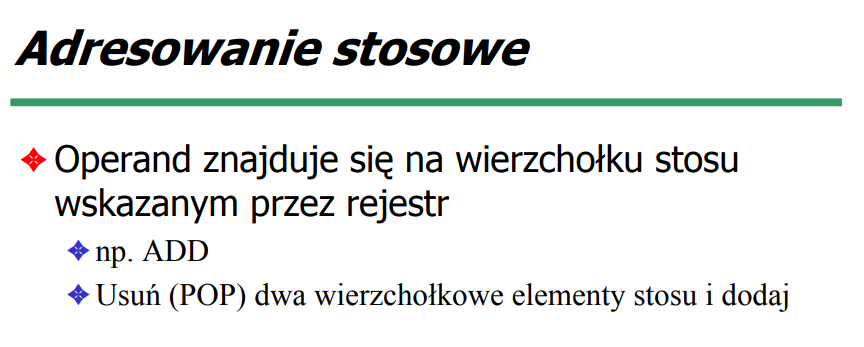 Adresowanie stosowe
Operand znajduje się na wierzchołku stosu
wskazanym przez rejestr
np. ADD
Usuń (POP) dwa wierzchołkowe elementy stosu i dodaj